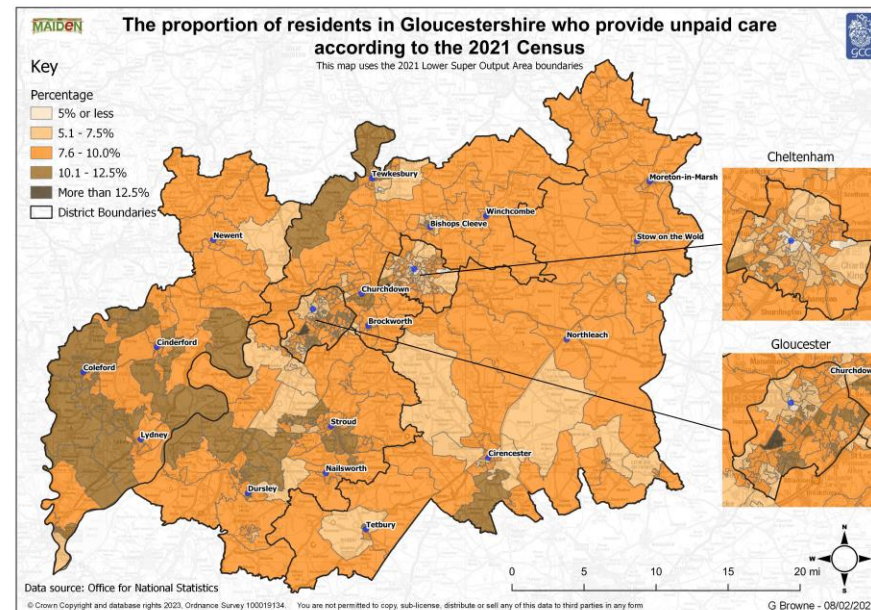 MAIDEN
The proportion of residents in Gloucestershire who provide unpaid care
according to the 2021 Census
This map uses the 2021 Lower Super Output Area boundaries
GCC
Key
Percentage
5% or less
5.1 - 7.5%
7.6 - 10.0%
10.1 - 12.5%
More than 12.5%
District Boundaries
Tewkesbury
Moreton-in-Marsh
Winchcombe
Bishops Cleeve
Newent
Stow on the Wold
Churchdown
Brockworth
Northleach
Cinderford
Coleford
Stroud
Lydney
Cirencester
Nailsworth
Dursley
Tetbury
Cheltenham
Gloucester
Churchdow
N
W
E
S
0 5 10 15 20 mi
Data source: Office for National Statistics
© Crown Copyright and database rights 2023, Ordnance Survey 100019134. You are not permitted to copy, sub-license, distribute or sell any of this data to third parties in any form
G Browne - 08/02/202